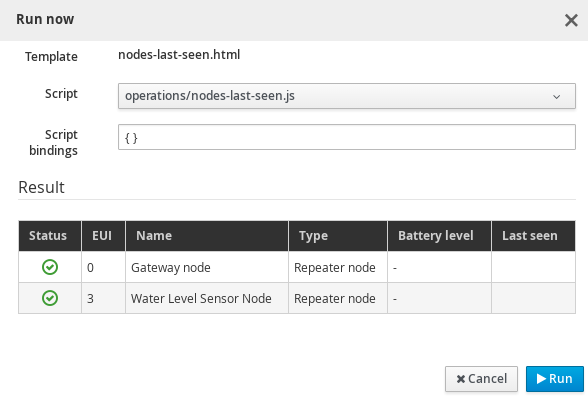 Run now
Template nodes-last-seen.html
Script operations/nodes-last-seen.js
Script bindings { }
Result
Status EUI Name Type Battery level Last seen
0 Gateway node Repeater node -
3 Water Level Sensor Node Repeater node -
Cancel Run